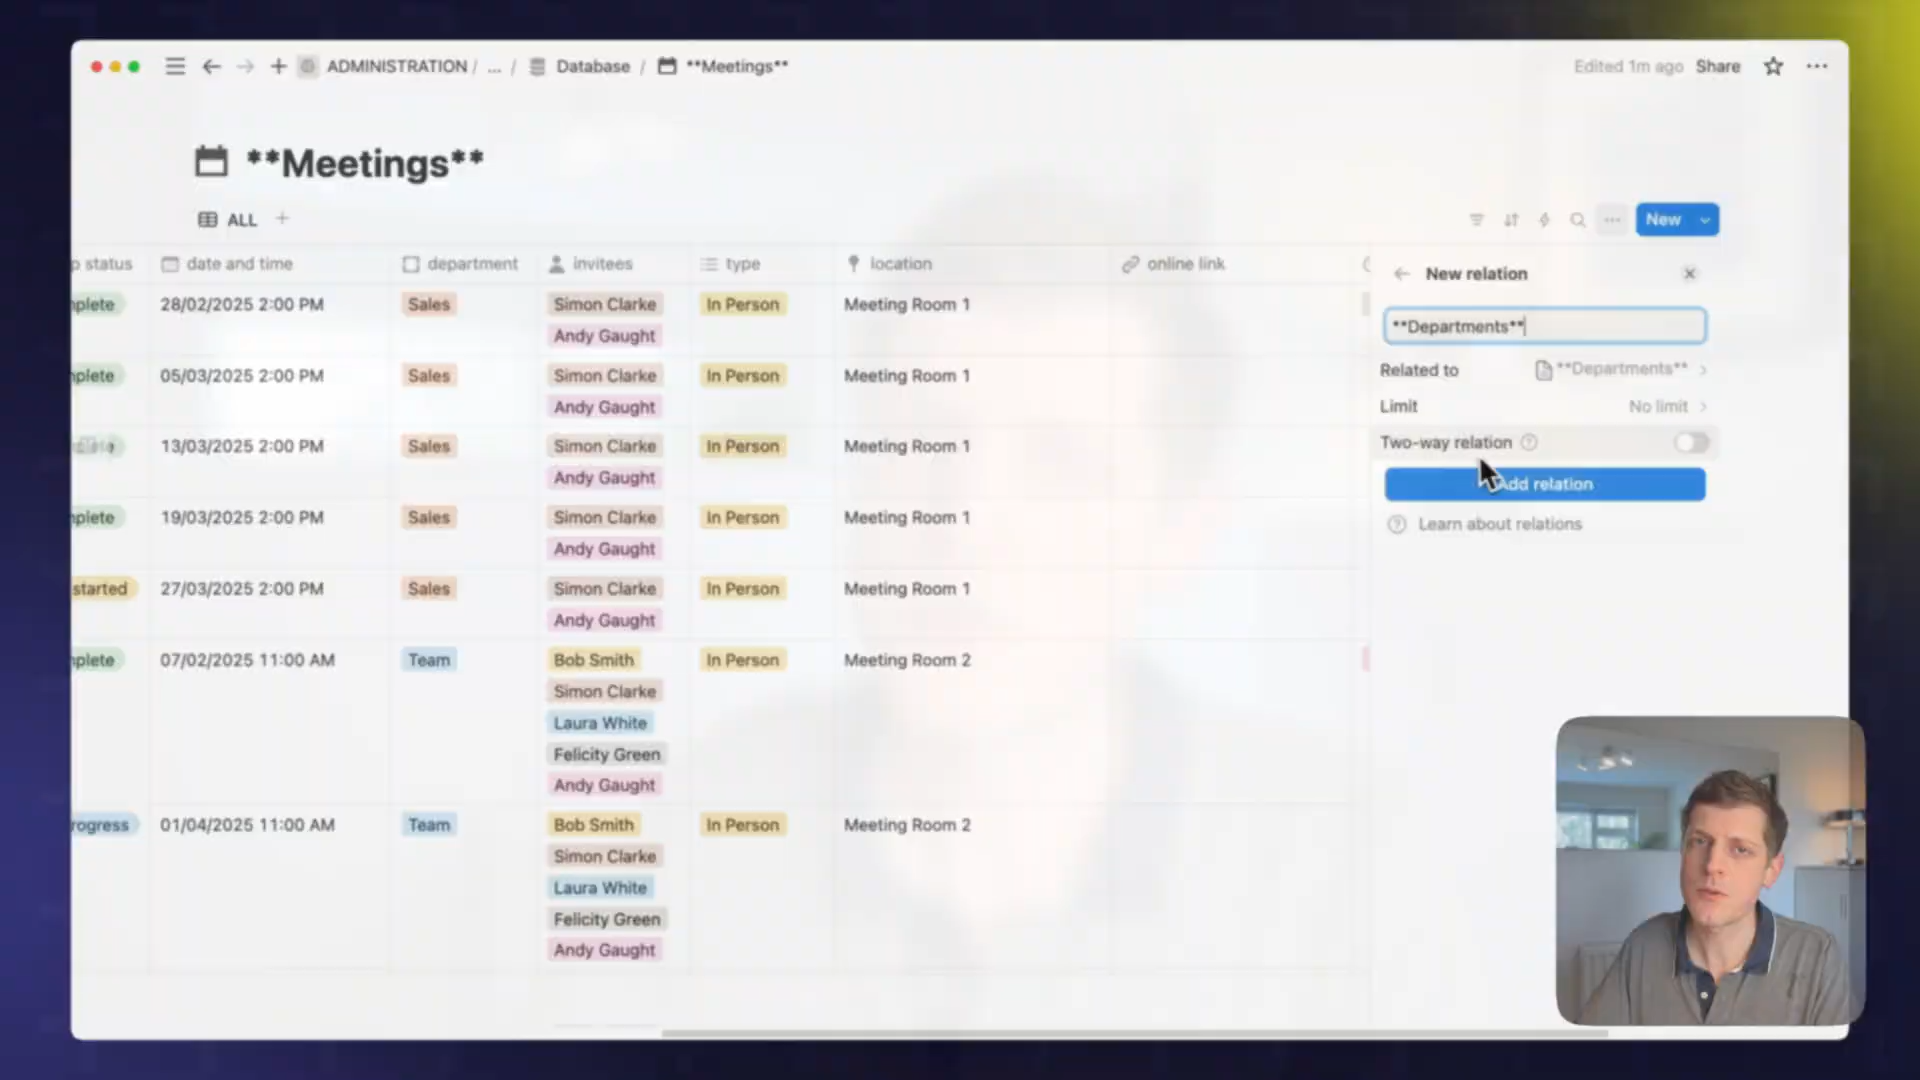 ADMINISTRATION / ... / Database / **Meetings**
Edited 1m ago Share
**Meetings**
ALL
New
p status date and time department invitees type location online link
plete 28/02/2025 2:00 PM Sales Simon Clarke In Person Meeting Room 1
Andy Gaught
plete 05/03/2025 2:00 PM Sales Simon Clarke In Person Meeting Room 1
Andy Gaught
13/03/2025 2:00 PM Sales Simon Clarke In Person Meeting Room 1
Andy Gaught
plete 19/03/2025 2:00 PM Sales Simon Clarke In Person Meeting Room 1
Andy Gaught
started 27/03/2025 2:00 PM Sales Simon Clarke In Person Meeting Room 1
Andy Gaught
plete 07/02/2025 11:00 AM Team Bob Smith In Person Meeting Room 2
Simon Clarke
Laura White
Felicity Green
Andy Gaught
rogress 01/04/2025 11:00 AM Team Bob Smith In Person Meeting Room 2
Simon Clarke
Laura White
Felicity Green
Andy Gaught
New relation
**Departments**
Related to **Departments**
Limit No limit
Two-way relation
Add relation
Learn about relations